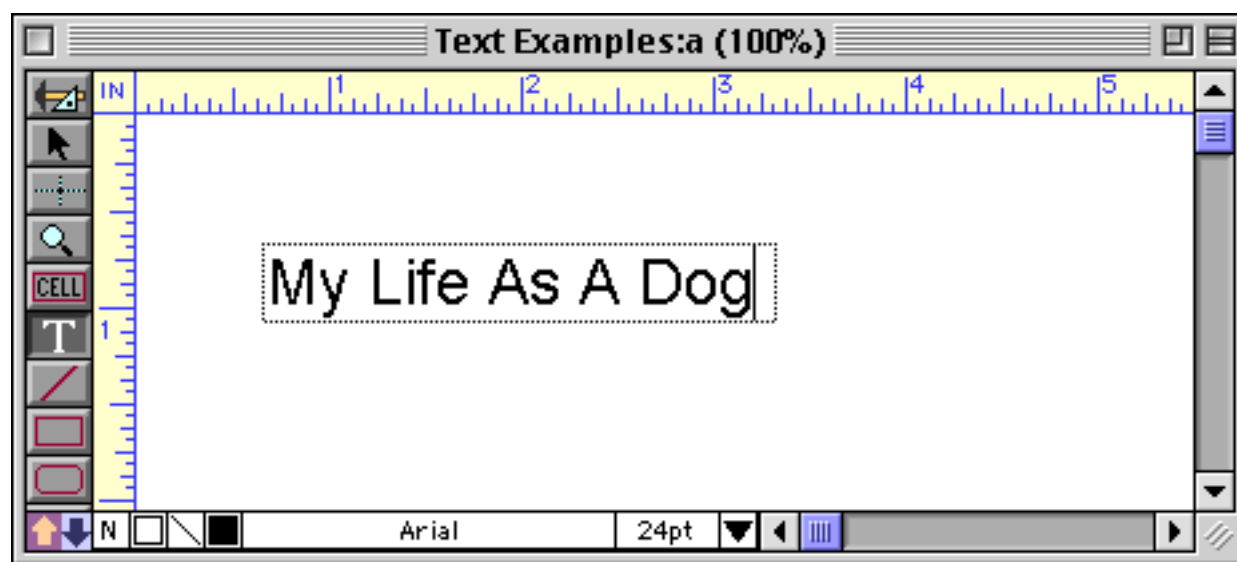 Text Examples:a (100%)
IN 1 2 3 4 5
My Life As A Dog
CELL
T 1
N Arial 24pt